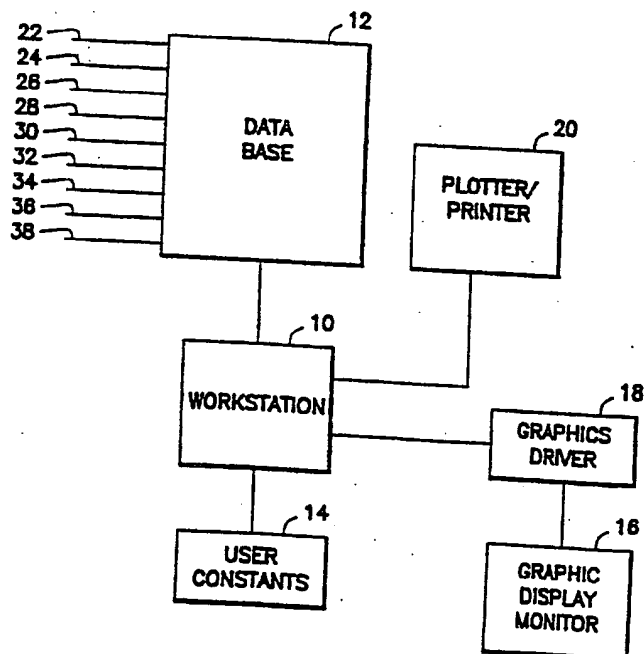 22
12
24
26
28
30
32
34
36
38
DATA
BASE
20
PLOTTER/
PRINTER
10
WORKSTATION
18
GRAPHICS
DRIVER
14
USER
CONSTANTS
16
GRAPHIC
DISPLAY
MONITOR